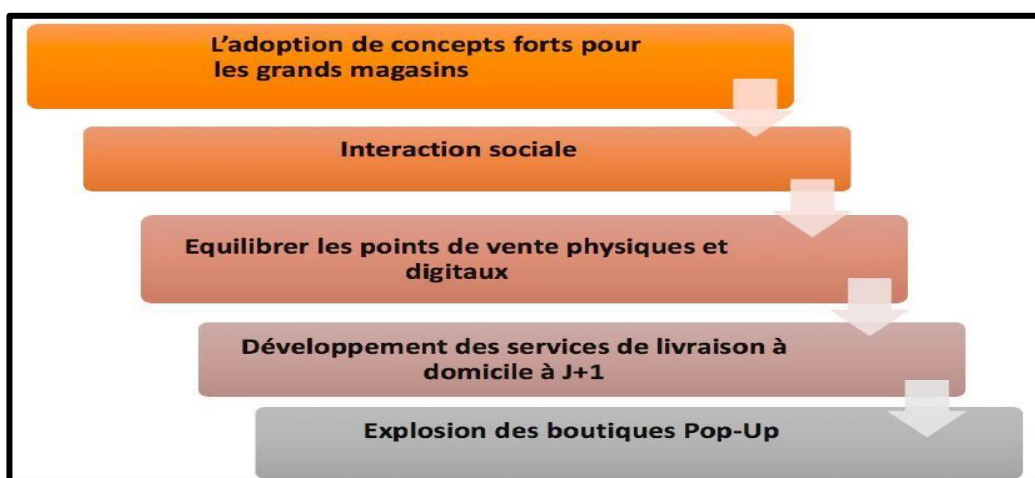 L’adoption de concepts forts pour
les grands magasins
Interaction sociale
Equilibrer les points de vente physiques et
digitaux
Développement des services de livraison à
domicile à J+1
Explosion des boutiques Pop-Up